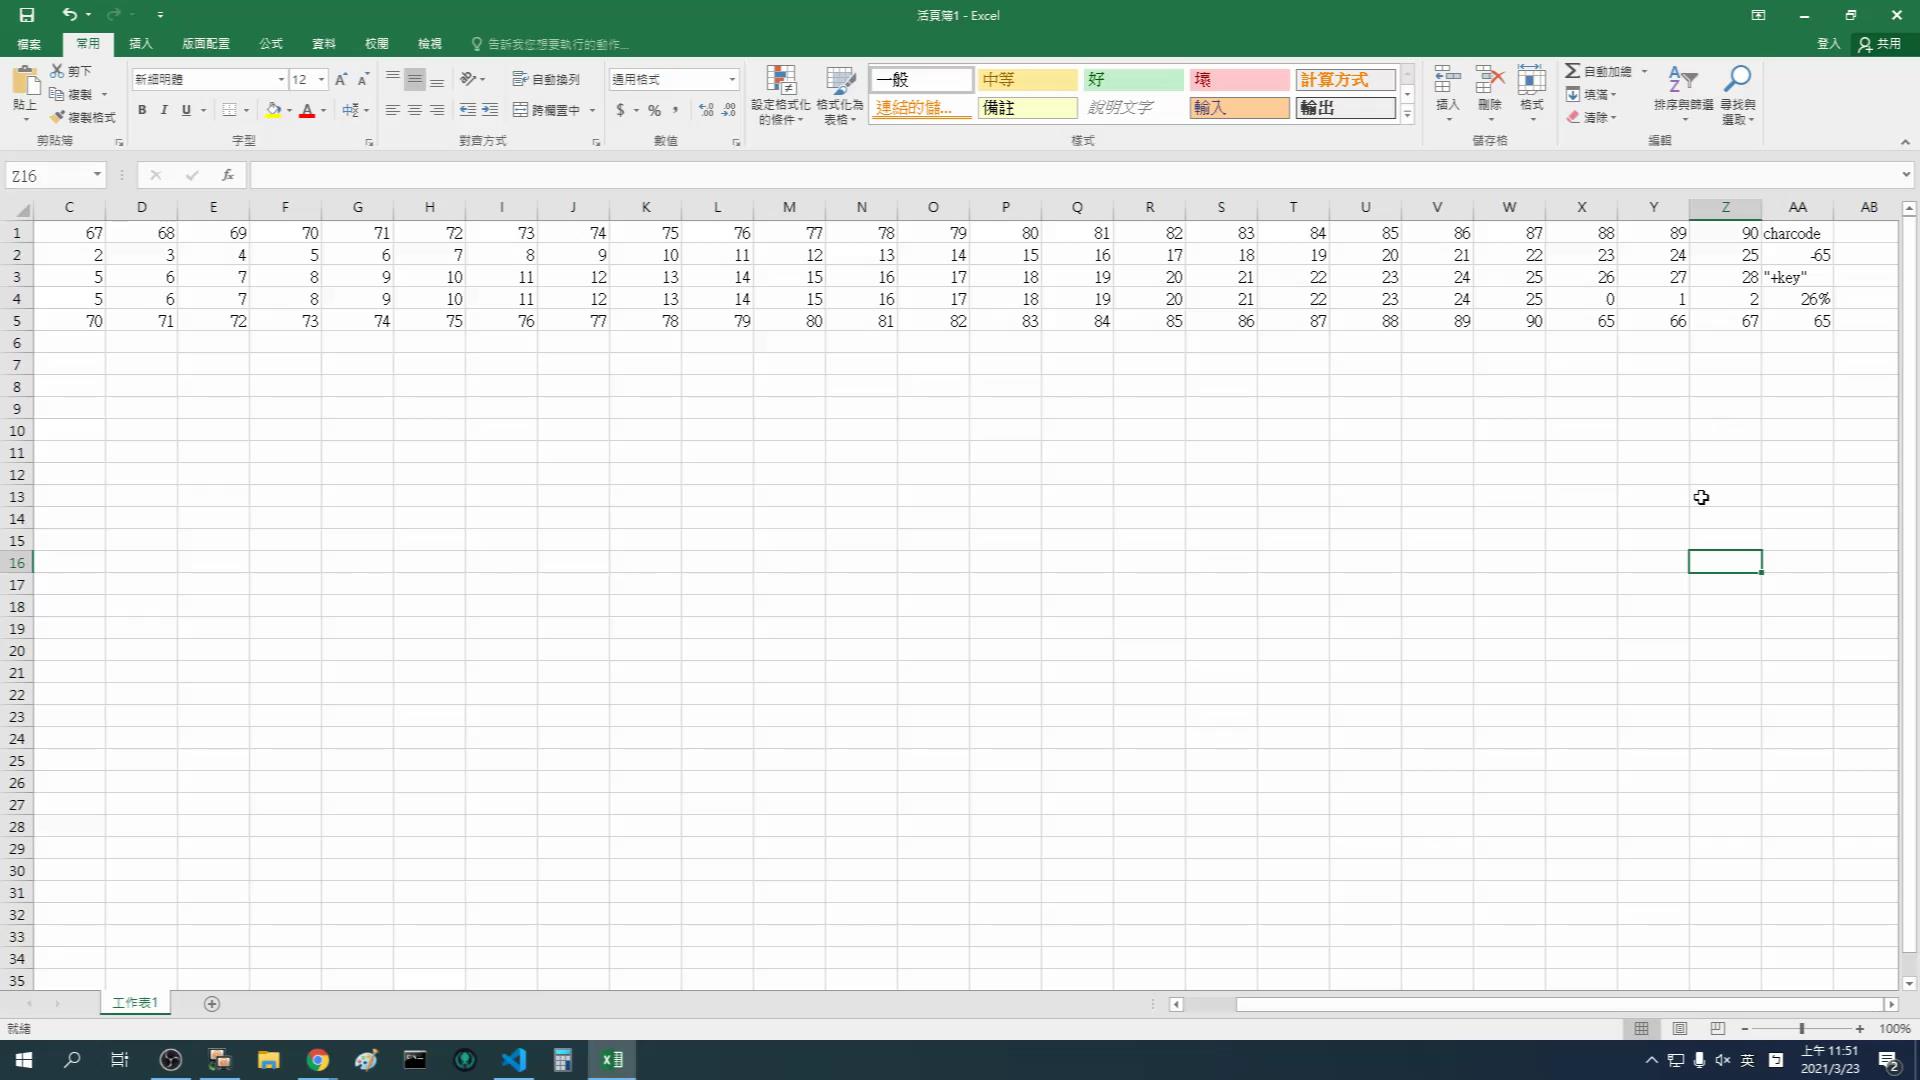 活頁簿1 - Excel
檔案 常用 插入 版面配置 公式 資料 校閱 檢視 告訴我您想要執行的動作... 登入 共用
貼上 剪下 複製 複製格式 剪貼簿
新細明體 12 B I U 字型
自動換列 跨欄置中 對齊方式
通用格式 $ % , 數值
設定格式化的條件 格式化為表格
一般 中等 好 壞 計算方式
連結的儲... 備註 說明文字 輸入 輸出
樣式
插入 刪除 格式 儲存格
自動加總 填滿 清除 排序與篩選 尋找與選取 編輯
Z16 fx
C D E F G H I J K L M N O P Q R S T U V W X Y Z AA AB
1 67 68 69 70 71 72 73 74 75 76 77 78 79 80 81 82 83 84 85 86 87 88 89 90 charcode
2 2 3 4 5 6 7 8 9 10 11 12 13 14 15 16 17 18 19 20 21 22 23 24 25 -65
3 5 6 7 8 9 10 11 12 13 14 15 16 17 18 19 20 21 22 23 24 25 26 27 28 "+key"
4 5 6 7 8 9 10 11 12 13 14 15 16 17 18 19 20 21 22 23 24 25 0 1 2 26%
5 70 71 72 73 74 75 76 77 78 79 80 81 82 83 84 85 86 87 88 89 90 65 66 67 65
6
7
8
9
10
11
12
13
14
15
16
17
18
19
20
21
22
23
24
25
26
27
28
29
30
31
32
33
34
35
工作表1
就緒 100%
英 上午 11:51
2021/3/23 2